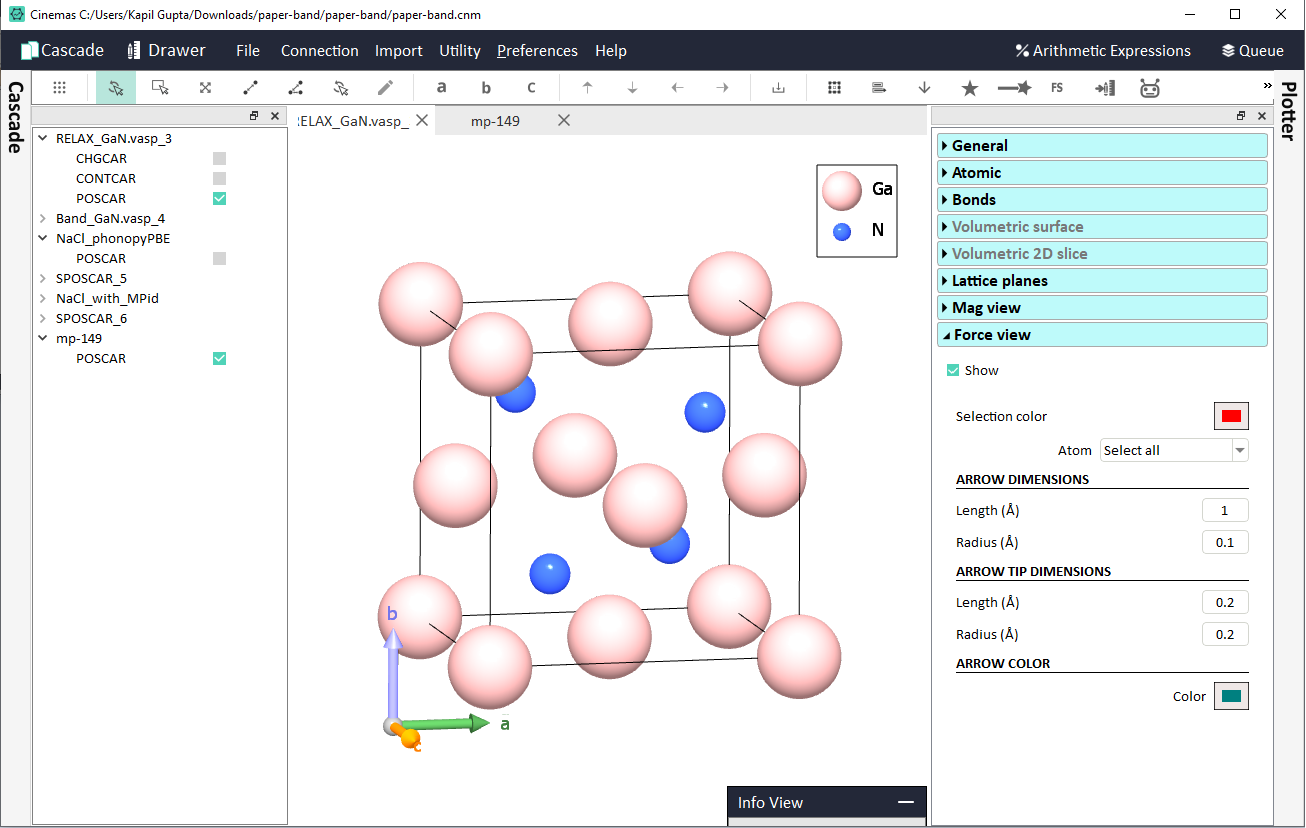 Cinemas C:/Users/Kapil Gupta/Downloads/paper-band/paper-band/paper-band.cnm
Cascade Drawer File Connection Import Utility Preferences Help Arithmetic Expressions Queue
a b c FS »
Cascade
RELAX_GaN.vasp_3
CHGCAR
CONTCAR
POSCAR
Band_GaN.vasp_4
NaCl_phonopyPBE
POSCAR
SPOSCAR_5
NaCl_with_MPid
SPOSCAR_6
mp-149
POSCAR
RELAX_GaN.vasp_ mp-149
Ga
N
b
a
c
Info View
General
Atomic
Bonds
Volumetric surface
Volumetric 2D slice
Lattice planes
Mag view
Force view
Show
Selection color
Atom Select all
ARROW DIMENSIONS
Length (Å) 1
Radius (Å) 0.1
ARROW TIP DIMENSIONS
Length (Å) 0.2
Radius (Å) 0.2
ARROW COLOR
Color
Plotter